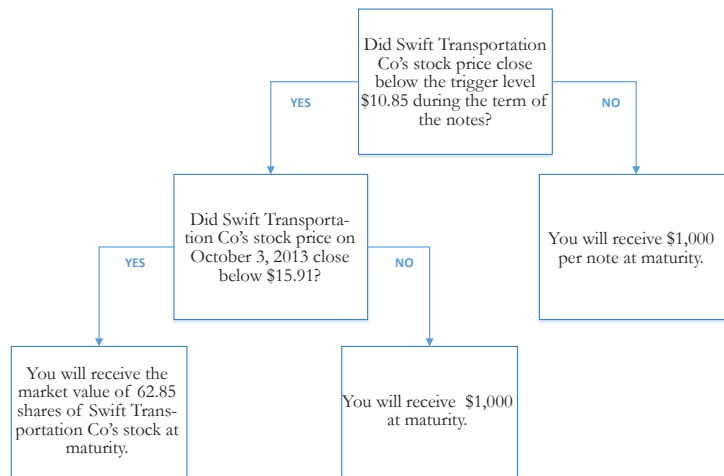 Did Swift Transportation
Co's stock price close
below the trigger level
$10.85 during the term of
the notes?
YES
NO
Did Swift Transporta-
tion Co's stock price on
October 3, 2013 close
below $15.91?
You will receive $1,000
per note at maturity.
YES
NO
You will receive the
market value of 62.85
shares of Swift Trans-
portation Co's stock at
maturity.
You will receive $1,000
at maturity.